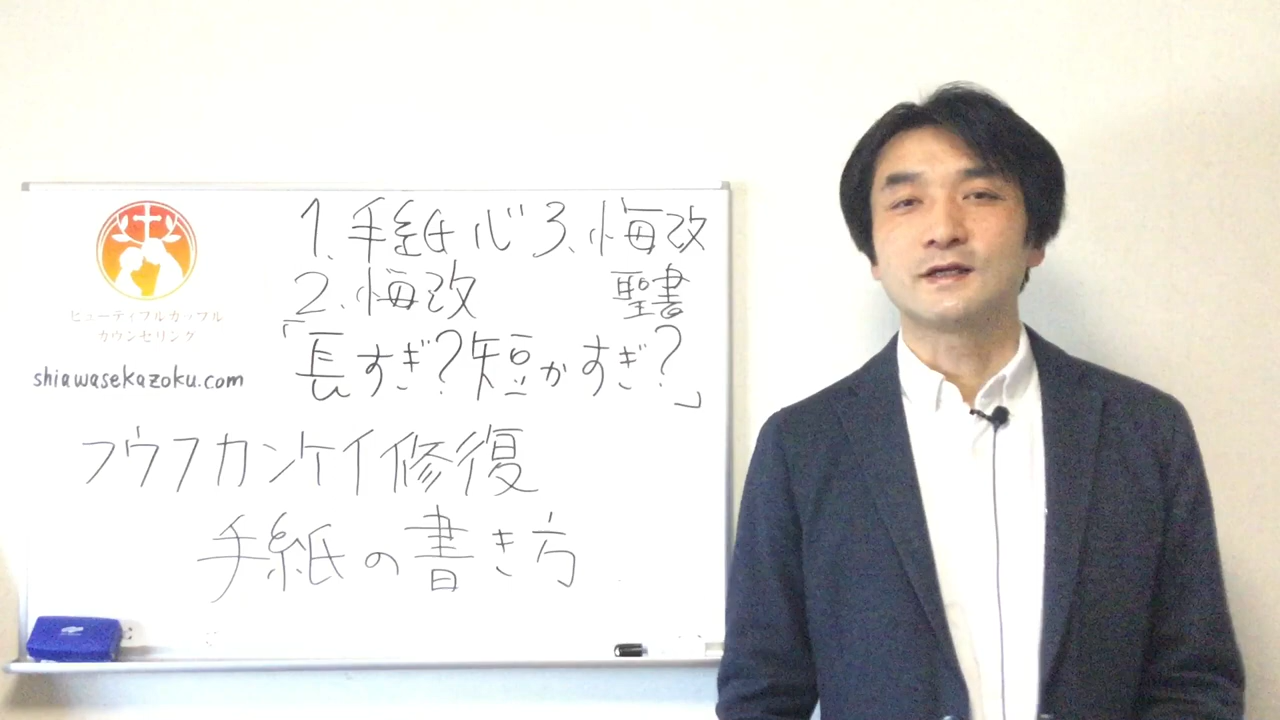 1.手紙 心 3、悔改
2.悔改 聖書
「長すぎ?短かすぎ?」
ビューティフルカップル
カウンセリング
shiawasekazoku.com
フウフカンケイ修復
手紙の書き方